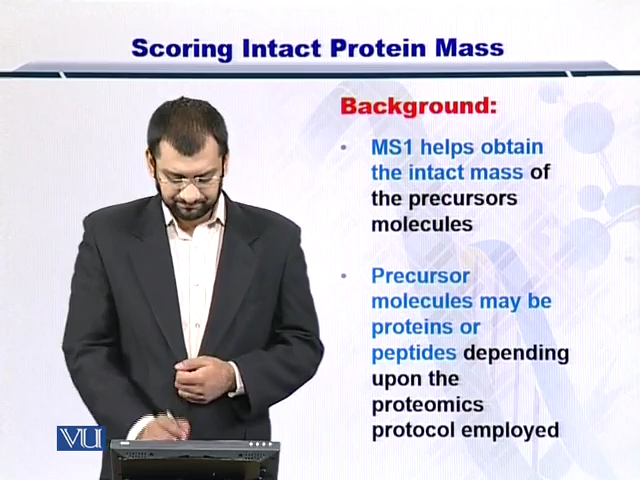 Scoring Intact Protein Mass
Background:
• MS1 helps obtain
the intact mass of
the precursors
molecules
• Precursor
molecules may be
proteins or
peptides depending
upon the
proteomics
protocol employed
VU